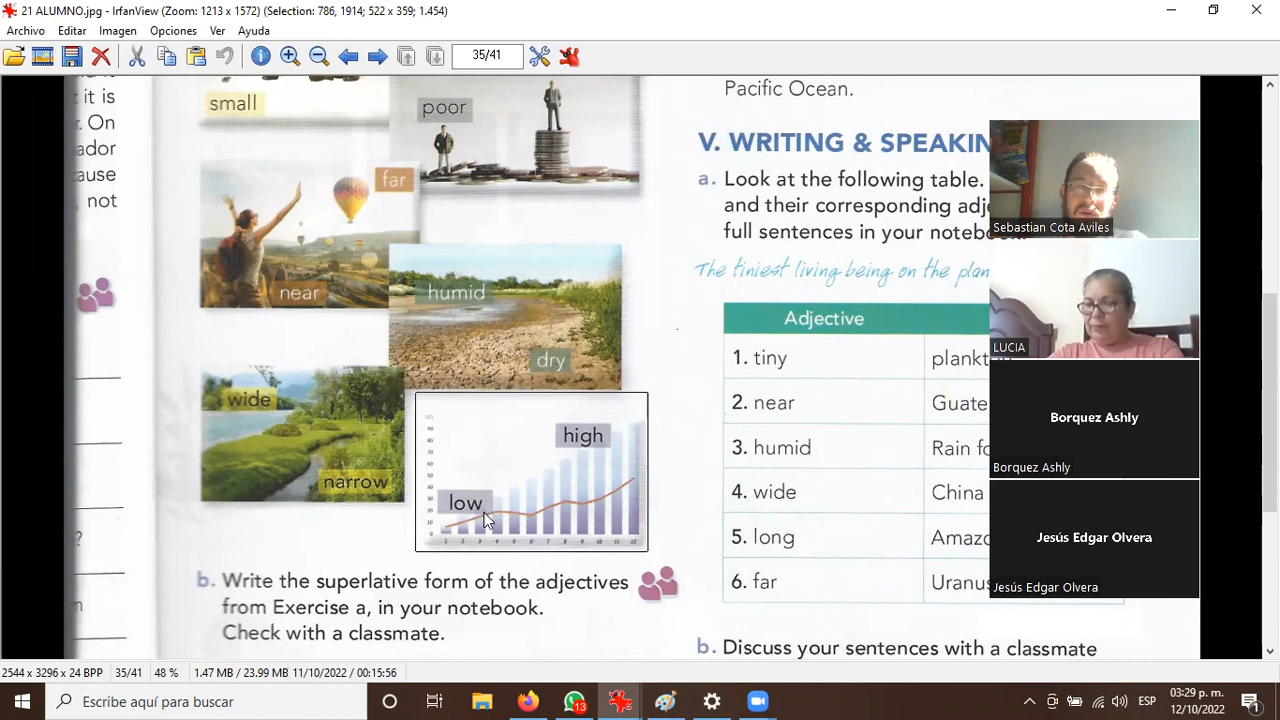 21 ALUMNO.jpg - IrfanView (Zoom: 1213 x 1572) (Selection: 786, 1914; 522 x 359; 1.454)
Archivo Editar Imagen Opciones Ver Ayuda
35/41
it is
On
ador
cause
not
?
small
poor
far
near
humid
dry
wide
narrow
high
low
b. Write the superlative form of the adjectives
from Exercise a, in your notebook.
Check with a classmate.
Pacific Ocean.
V. WRITING & SPEAKIN
a. Look at the following table.
and their corresponding adj
full sentences in your notebook.
The tiniest living being on the plan
Adjective
1. tiny plankt
2. near Guate
3. humid Rain fo
4. wide China
5. long Amazo
6. far Uranus
b. Discuss your sentences with a classmate
Sebastian Cota Aviles
LUCIA
Borquez Ashly
Borquez Ashly
Jesús Edgar Olvera
Jesús Edgar Olvera
2544 x 3296 x 24 BPP 35/41 48 % 1.47 MB / 23.99 MB 11/10/2022 / 00:15:56
Escribe aquí para buscar
13
ESP
03:29 p. m.
12/10/2022
1